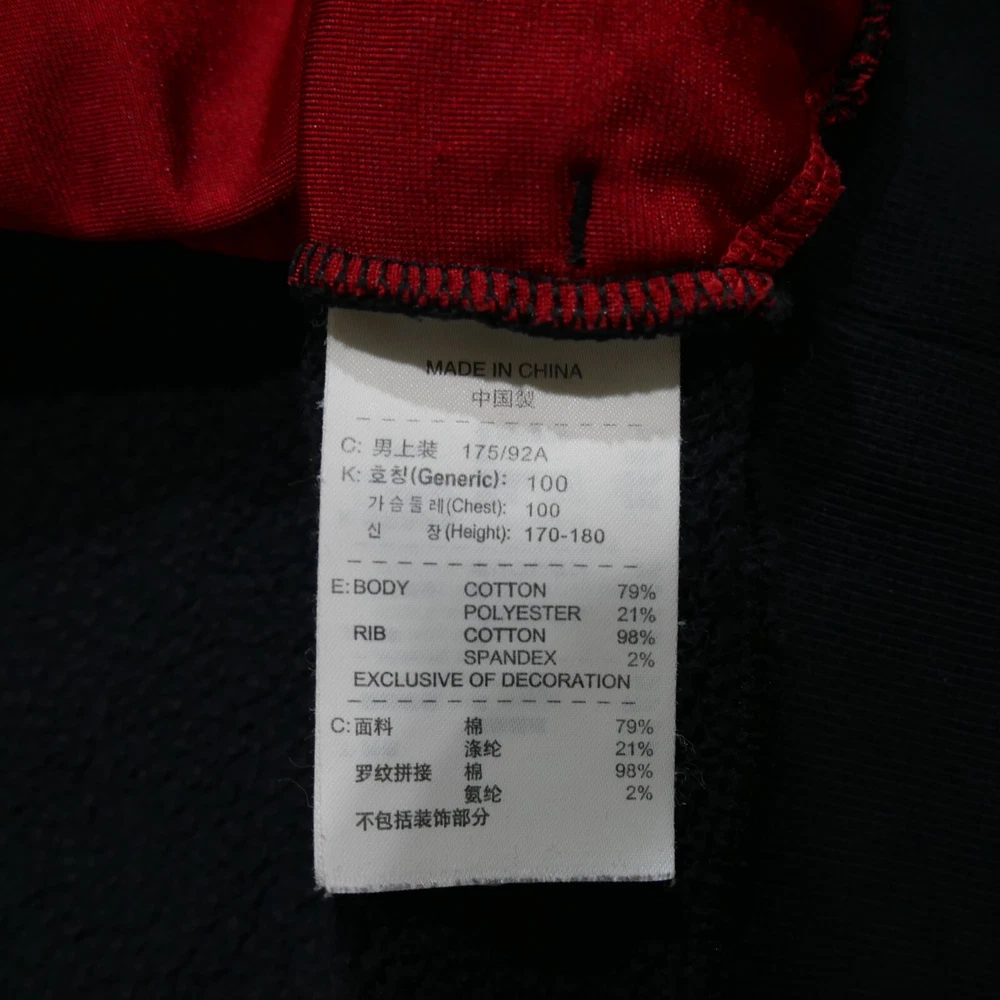 MADE IN CHINA
中国製
C: 男上装 175/92A
K: 호칭(Generic): 100
가슴둘레(Chest): 100
신 장(Height): 170-180
E: BODY COTTON 79%
POLYESTER 21%
RIB COTTON 98%
SPANDEX 2%
EXCLUSIVE OF DECORATION
C: 面料 棉 79%
涤纶 21%
罗纹拼接 棉 98%
氨纶 2%
不包括装饰部分